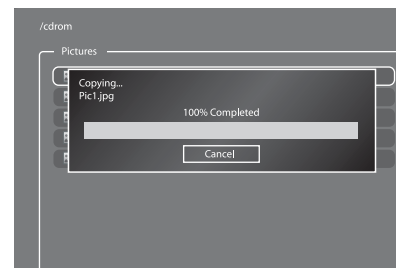 /cdrom
Pictures
Copying...
Pic1.jpg
100% Completed
Cancel